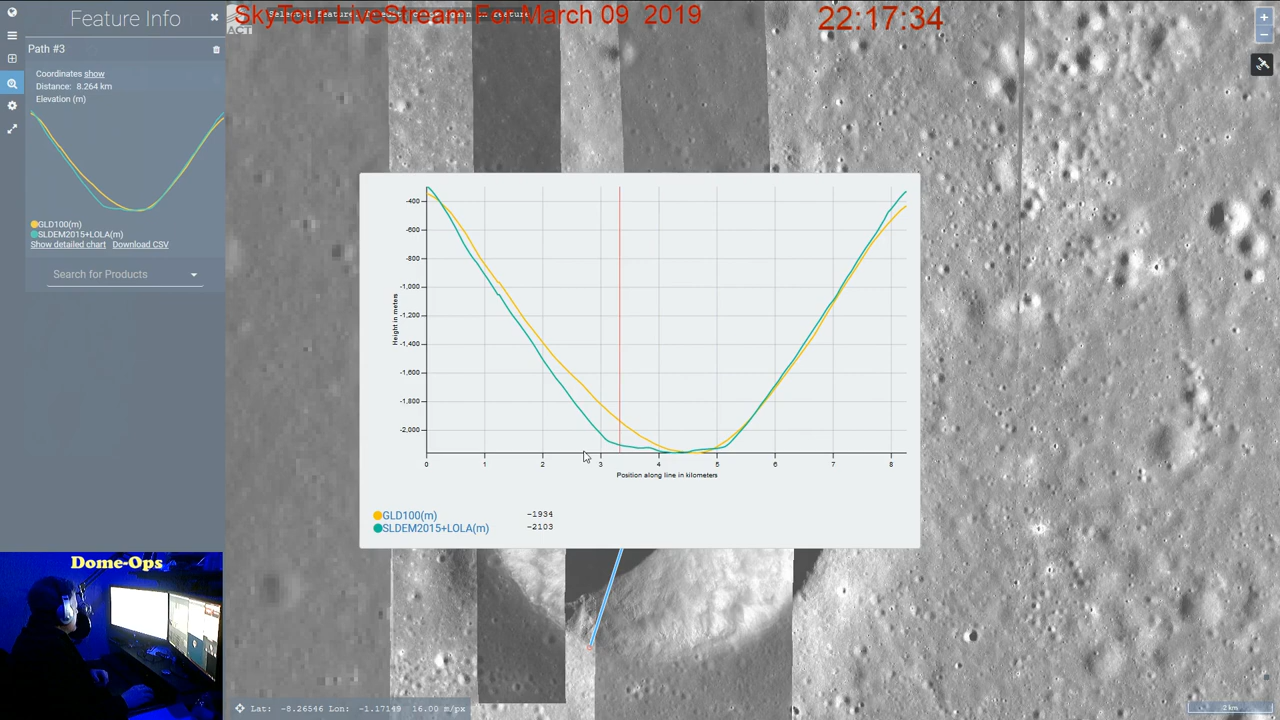 SkyTour LiveStream For March 09 2019
22:17:34
Feature Info
Path #3
Coordinates show
Distance: 8.264 km
Elevation (m)
GLD100(m)
SLDEM2015+LOLA(m)
Show detailed chart Download CSV
Search for Products
-400
-600
-800
-1,000
-1,200
-1,400
-1,600
-1,800
-2,000
Height in meters
0 1 2 3 4 5 6 7 8
Position along line in kilometers
GLD100(m) -1934
SLDEM2015+LOLA(m) -2103
Dome-Ops
Lat: -8.26546 Lon: -1.17149 16.00 m/px
2 km